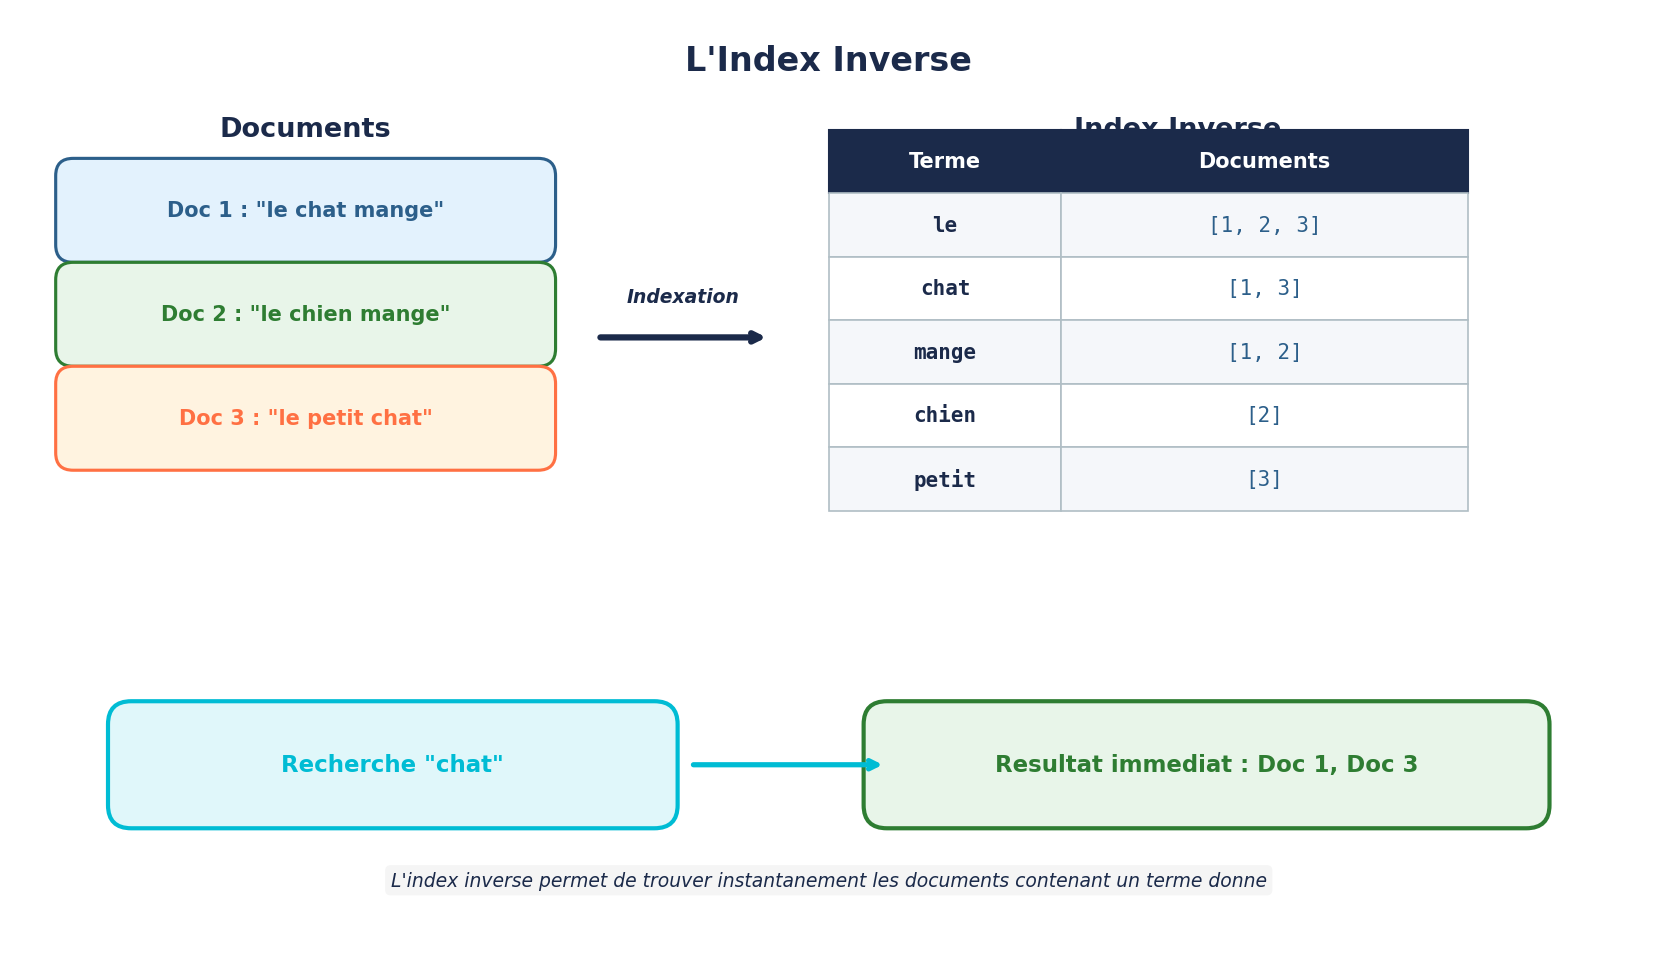 L'Index Inverse
Documents
Doc 1 : "le chat mange"
Doc 2 : "le chien mange"
Doc 3 : "le petit chat"
Indexation
Index Inverse
Terme Documents
le [1, 2, 3]
chat [1, 3]
mange [1, 2]
chien [2]
petit [3]
Recherche "chat"
Resultat immediat : Doc 1, Doc 3
L'index inverse permet de trouver instantanement les documents contenant un terme donne